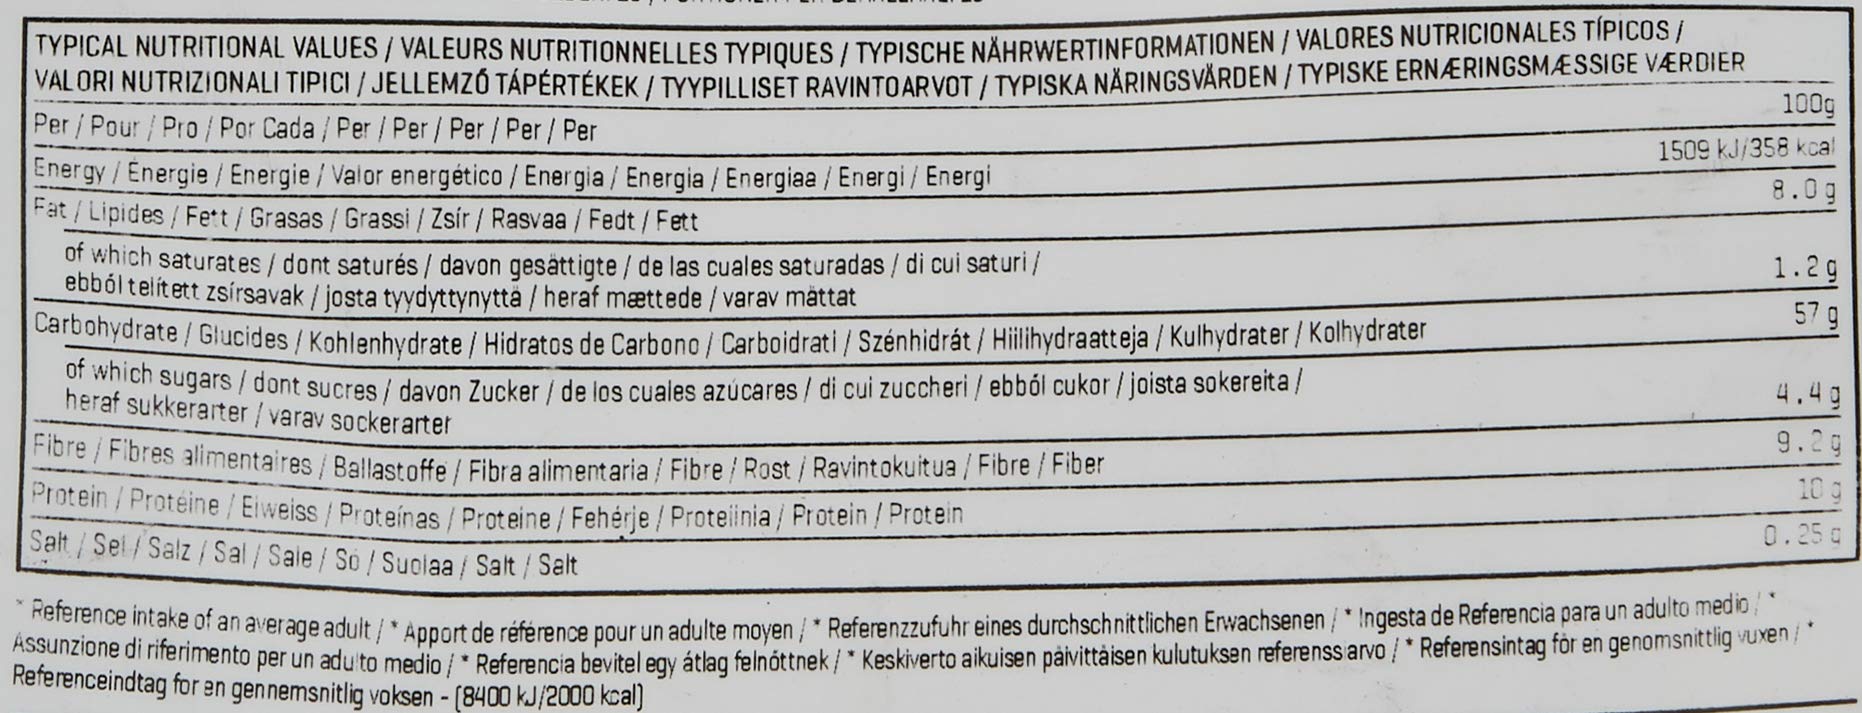 TYPICAL NUTRITIONAL VALUES / VALEURS NUTRITIONNELLES TYPIQUES / TYPISCHE NÄHRWERTINFORMATIONEN / VALORES NUTRICIONALES TÍPICOS /
VALORI NUTRIZIONALI TIPICI / JELLEMZŐ TÁPÉRTÉKEK / TYYPILLISET RAVINTOARVOT / TYPISKA NÄRINGSVÄRDEN / TYPISKE ERNÆRINGSMÆSSIGE VÆRDIER
Per / Pour / Pro / Por Cada / Per / Per / Per / Per / Per 100g
Energy / Énergie / Energie / Valor energético / Energia / Energia / Energiaa / Energi / Energi 1509 kJ/358 kcal
Fat / Lipides / Fett / Grasas / Grassi / Zsír / Rasvaa / Fedt / Fett 8.0 g
of which saturates / dont saturés / davon gesättigte / de las cuales saturadas / di cui saturi /
ebből telített zsírsavak / josta tyydyttynyttä / heraf mættede / varav mättat 1.2 g
Carbohydrate / Glucides / Kohlenhydrate / Hidratos de Carbono / Carboidrati / Szénhidrát / Hiilihydraatteja / Kulhydrater / Kolhydrater 57 g
of which sugars / dont sucres / davon Zucker / de los cuales azúcares / di cui zuccheri / ebből cukor / joista sokereita /
heraf sukkerarter / varav sockerarter 4.4 g
Fibre / Fibres alimentaires / Ballastoffe / Fibra alimentaria / Fibre / Rost / Ravintokuitua / Fibre / Fiber 9.2 g
Protein / Protéine / Eiweiss / Proteínas / Proteine / Fehérje / Proteiinia / Protein / Protein 10 g
Salt / Sel / Salz / Sal / Sale / Só / Suolaa / Salt / Salt 0.25 g
* Reference intake of an average adult / * Apport de référence pour un adulte moyen / * Referenzzufuhr eines durchschnittlichen Erwachsenen / * Ingesta de Referencia para un adulto medio / *
Assunzione di riferimento per un adulto medio / * Referencia bevitel egy átlag felnőttnek / * Keskiverto aikuisen päivittäisen kulutuksen referenssiarvo / * Referensintag för en genomsnittlig vuxen / *
Referenceindtag for en gennemsnitlig voksen - (8400 kJ/2000 kcal)